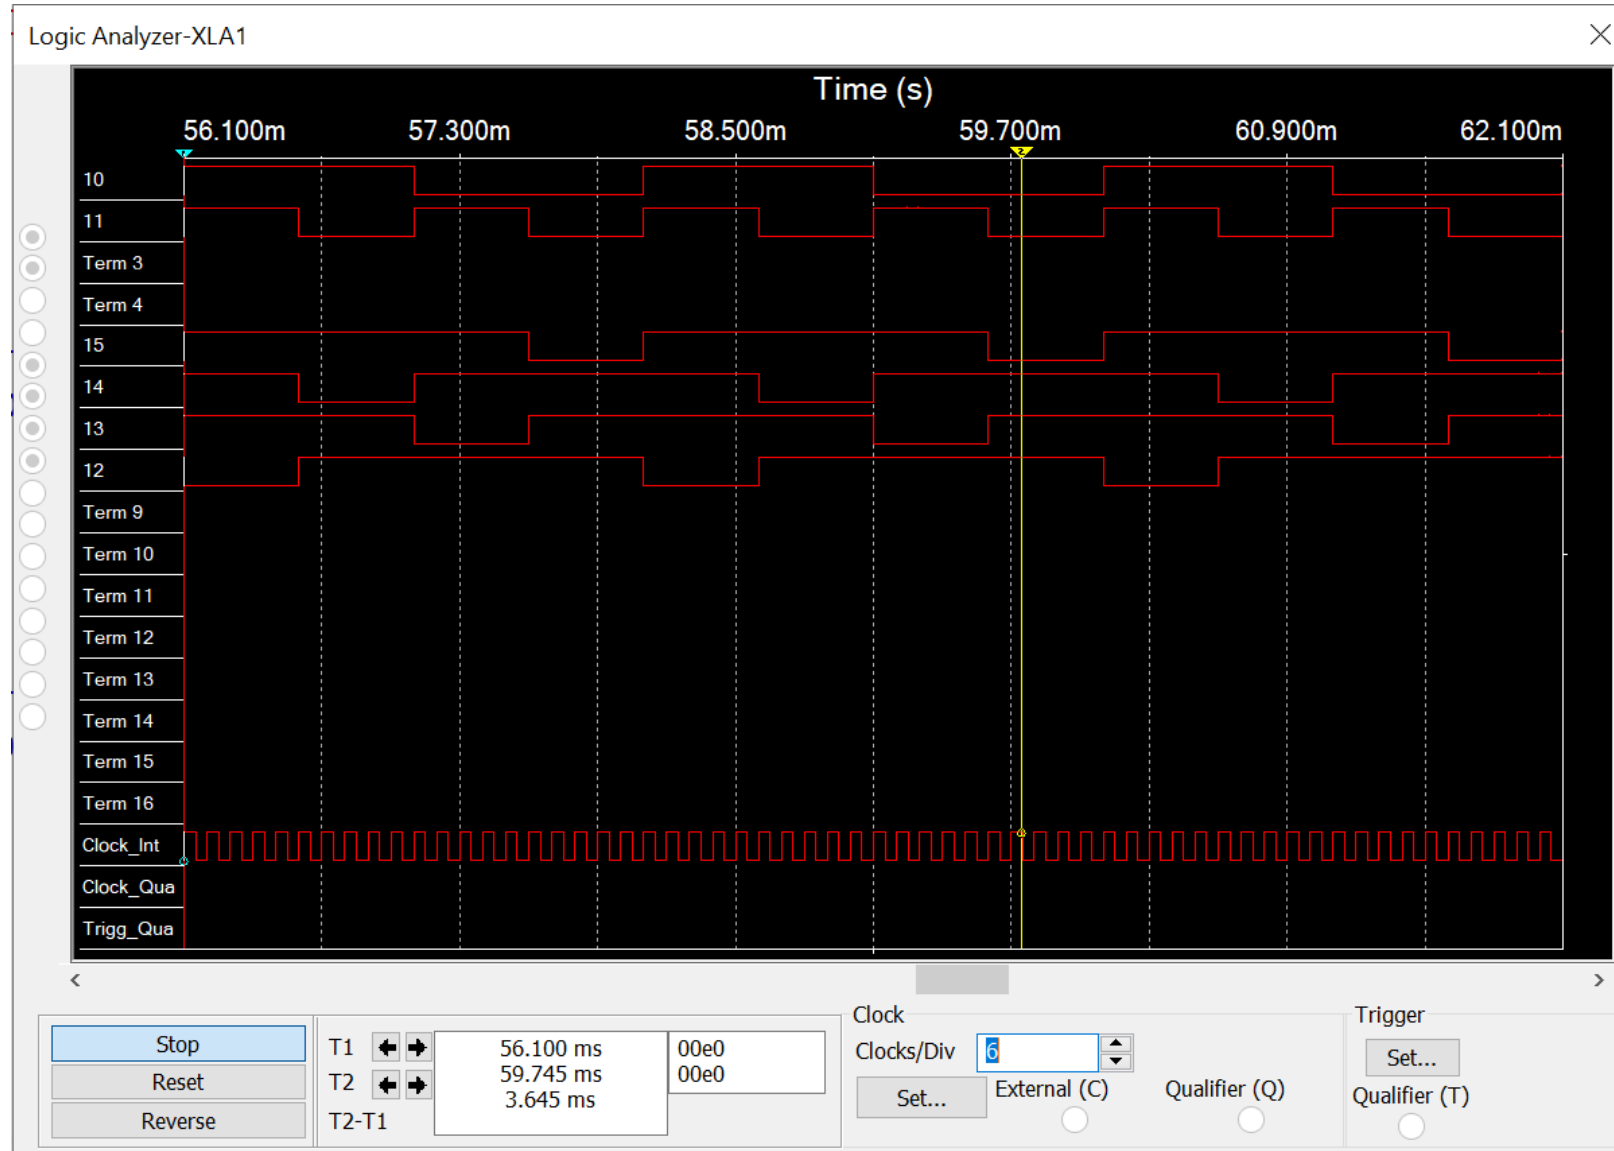 Logic Analyzer-XLA1
Time (s)
56.100m 57.300m 58.500m 59.700m 60.900m 62.100m
1 2
10
11
Term 3
Term 4
15
14
13
12
Term 9
Term 10
Term 11
Term 12
Term 13
Term 14
Term 15
Term 16
Clock_Int
Clock_Qua
Trigg_Qua
Stop
Reset
Reverse
T1 56.100 ms 00e0
T2 59.745 ms 00e0
T2-T1 3.645 ms
Clock
Clocks/Div 6
Set... External (C) Qualifier (Q)
Trigger
Set...
Qualifier (T)